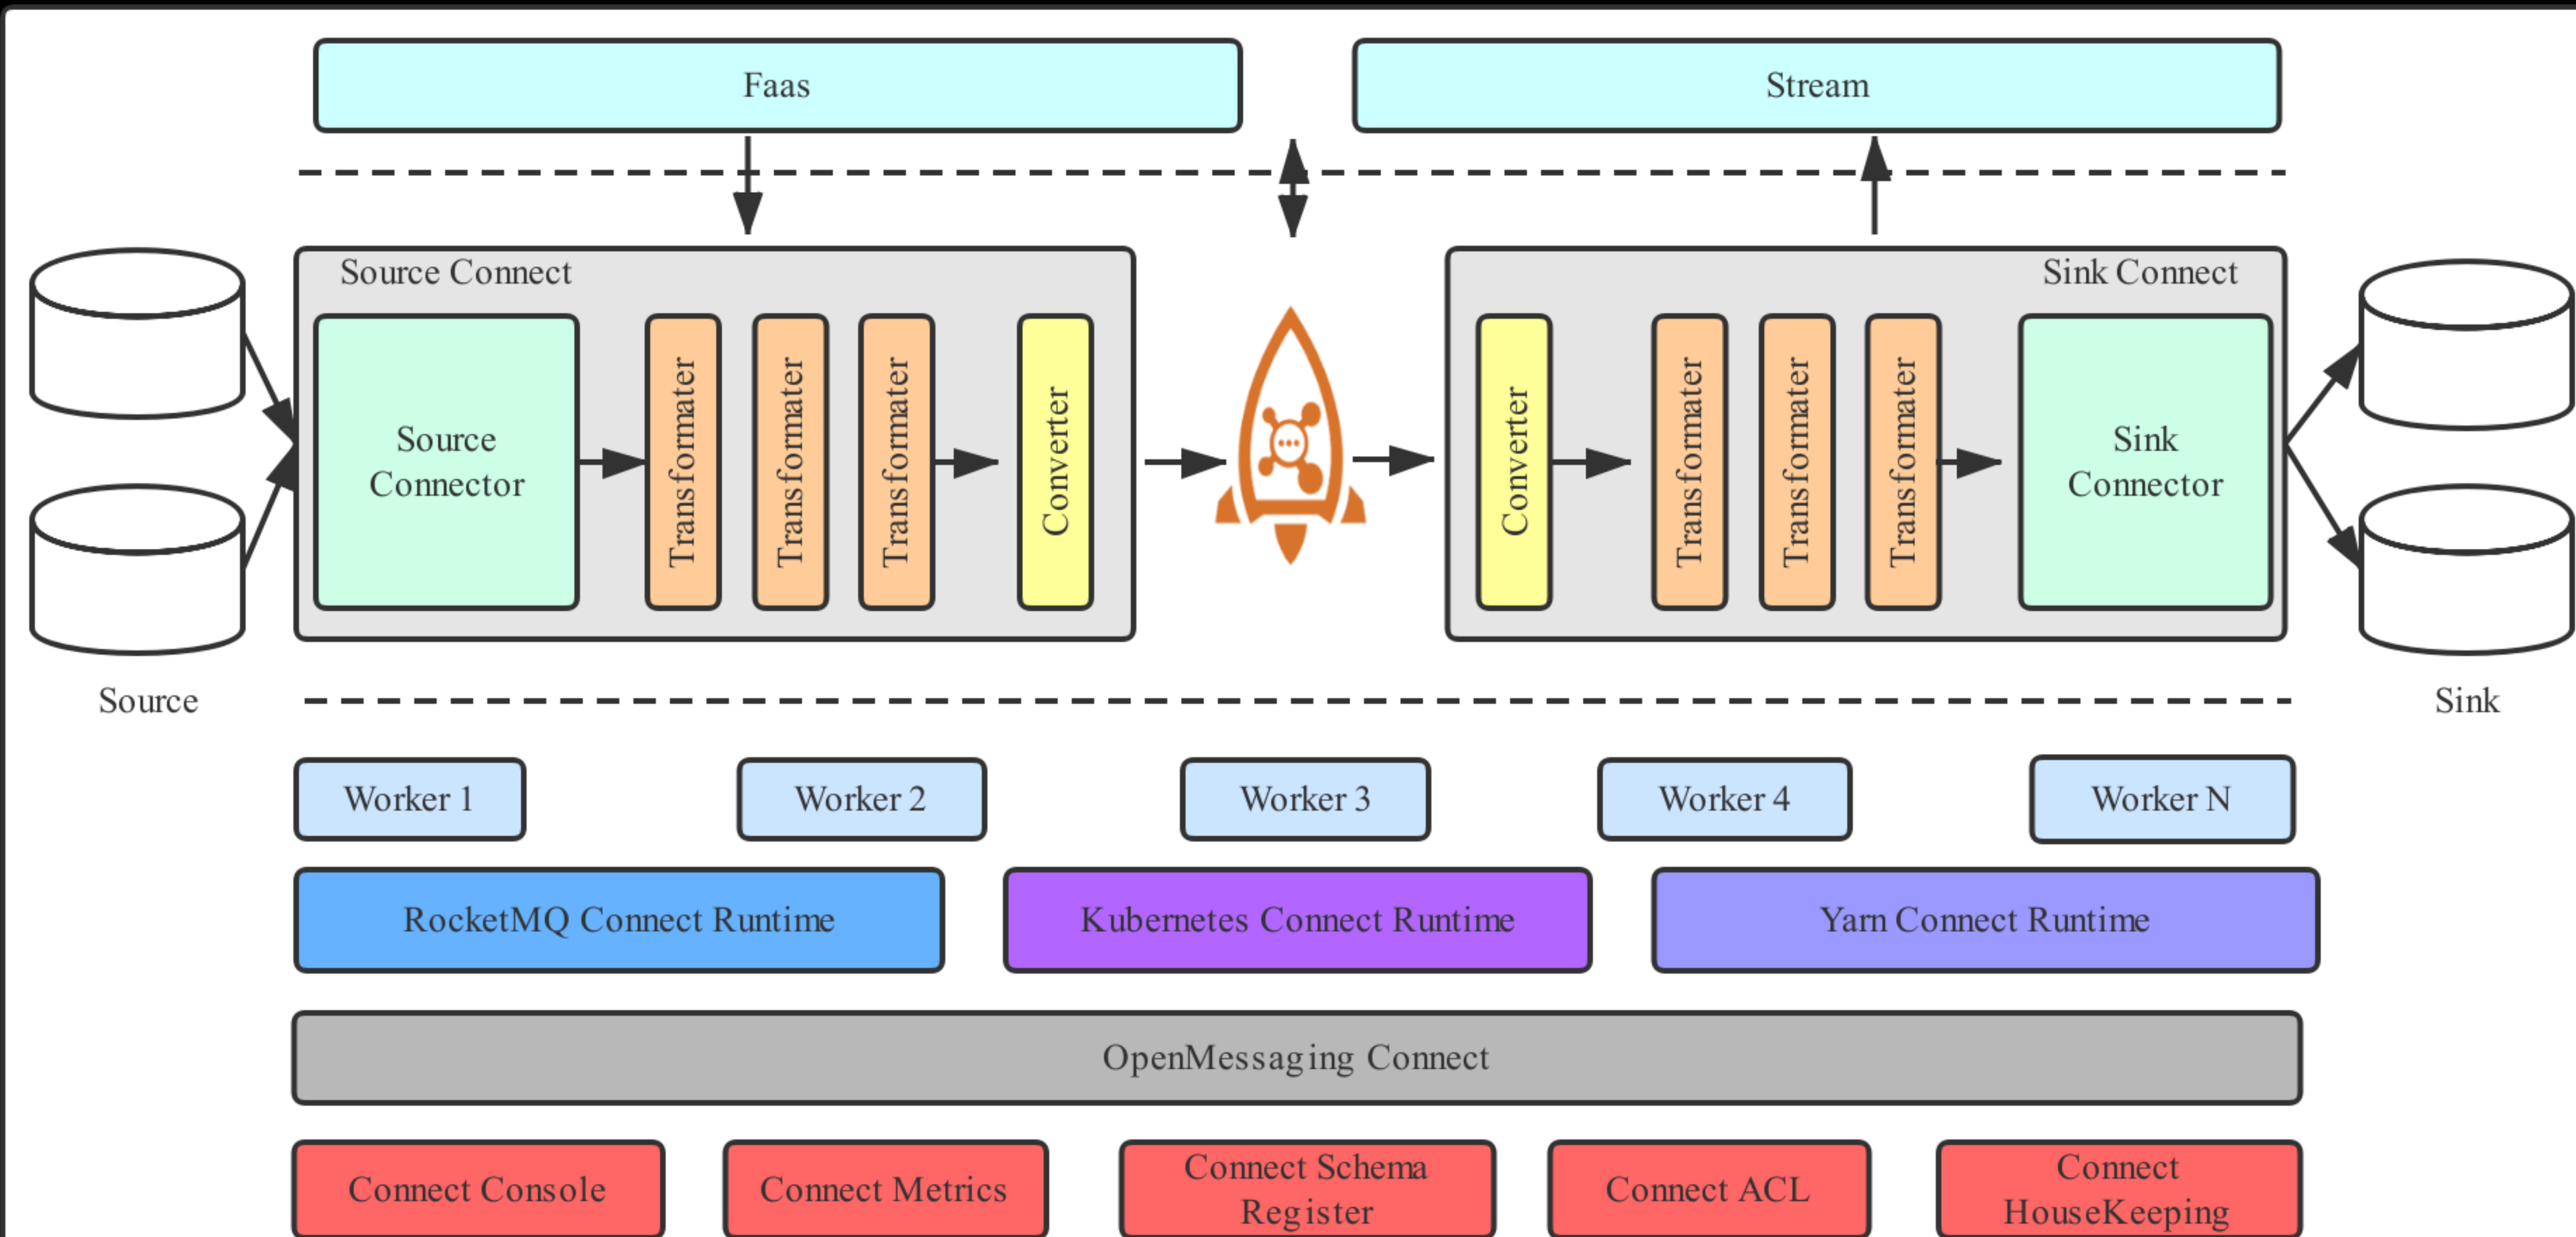 Faas
Stream
Source Connect
Sink Connect
Source
Connector
Transformater
Transformater
Transformater
Converter
Converter
Transformater
Transformater
Transformater
Sink
Connector
Source
Sink
Worker 1
Worker 2
Worker 3
Worker 4
Worker N
RocketMQ Connect Runtime
Kubernetes Connect Runtime
Yarn Connect Runtime
OpenMessaging Connect
Connect Console
Connect Metrics
Connect Schema
Register
Connect ACL
Connect
HouseKeeping